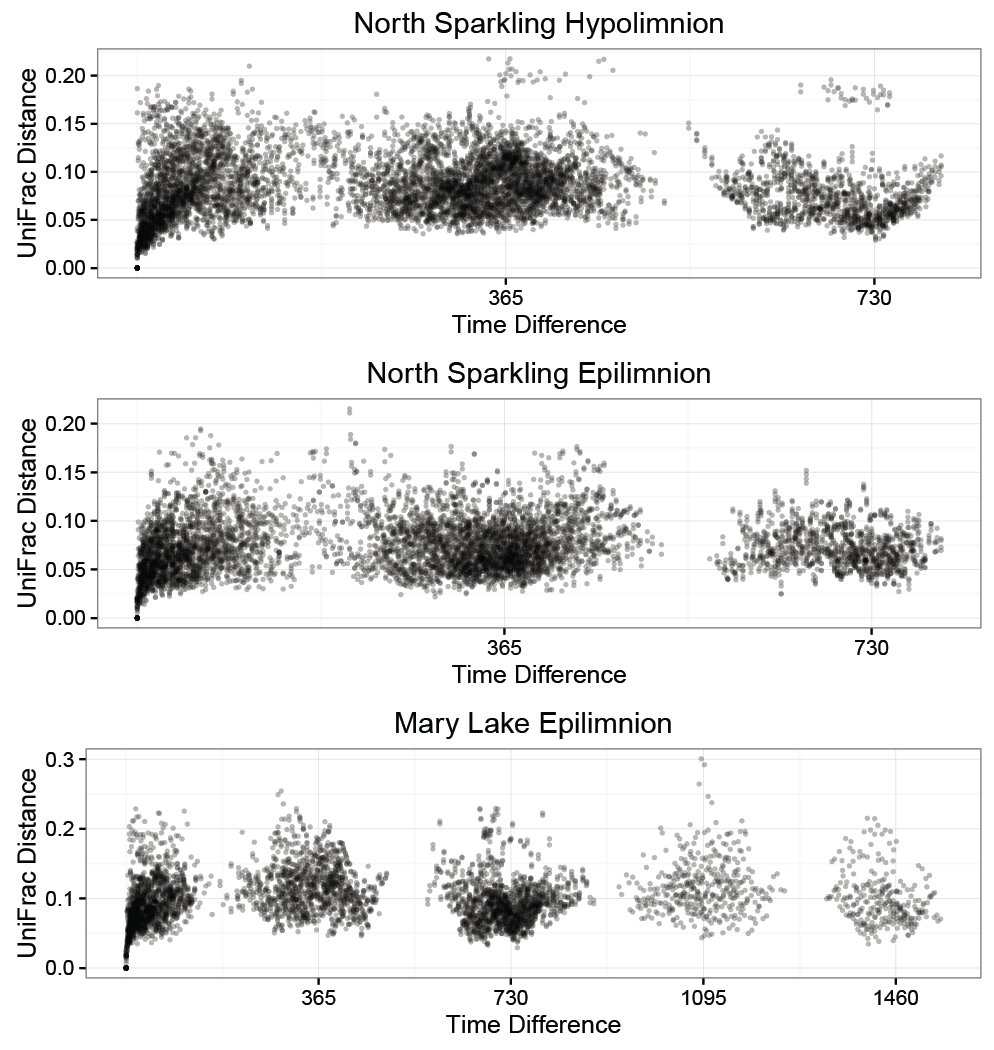 North Sparkling Hypolimnion
UniFrac Distance
0.20
0.15
0.10
0.05
0.00
365 730
Time Difference
North Sparkling Epilimnion
UniFrac Distance
0.20
0.15
0.10
0.05
0.00
365 730
Time Difference
Mary Lake Epilimnion
UniFrac Distance
0.3
0.2
0.1
0.0
365 730 1095 1460
Time Difference